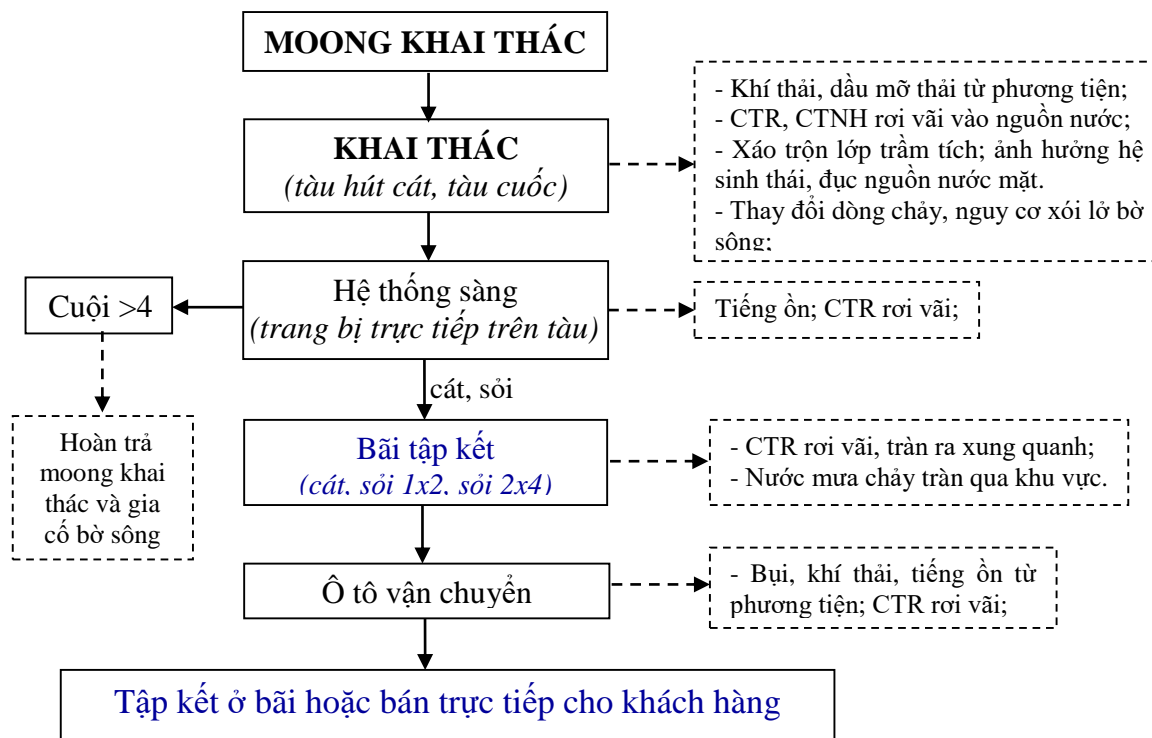 MOONG KHAI THÁC
- Khí thải, dầu mỡ thải từ phương tiện;
- CTR, CTNH rơi vãi vào nguồn nước;
- Xáo trộn lớp trầm tích; ảnh hưởng hệ
sinh thái, đục nguồn nước mặt.
- Thay đổi dòng chảy, nguy cơ xói lở bờ
sông;
KHAI THÁC
(tàu hút cát, tàu cuốc)
Cuội >4
Hệ thống sàng
(trang bị trực tiếp trên tàu)
Tiếng ồn; CTR rơi vãi;
cát, sỏi
Hoàn trả
moong khai
thác và gia
cố bờ sông
Bãi tập kết
(cát, sỏi 1x2, sỏi 2x4)
- CTR rơi vãi, tràn ra xung quanh;
- Nước mưa chảy tràn qua khu vực.
Ô tô vận chuyển
- Bụi, khí thải, tiếng ồn từ
phương tiện; CTR rơi vãi;
Tập kết ở bãi hoặc bán trực tiếp cho khách hàng